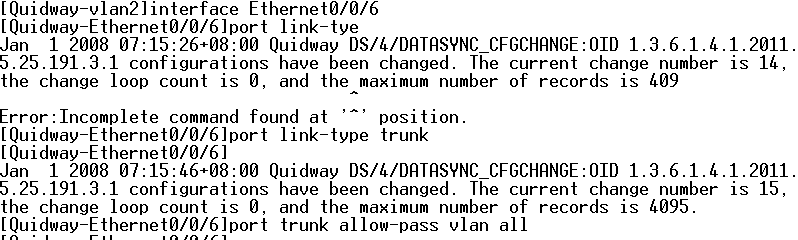 [Quidway-vlan2]interface Ethernet0/0/6
[Quidway-Ethernet0/0/6]port link-tye
Jan  1 2008 07:15:26+08:00 Quidway DS/4/DATASYNC_CFGCHANGE:OID 1.3.6.1.4.1.2011.
5.25.191.3.1 configurations have been changed. The current change number is 14,
the change loop count is 0, and the maximum number of records is 409
^
Error:Incomplete command found at '^' position.
[Quidway-Ethernet0/0/6]port link-type trunk
[Quidway-Ethernet0/0/6]
Jan  1 2008 07:15:46+08:00 Quidway DS/4/DATASYNC_CFGCHANGE:OID 1.3.6.1.4.1.2011.
5.25.191.3.1 configurations have been changed. The current change number is 15,
the change loop count is 0, and the maximum number of records is 4095.
[Quidway-Ethernet0/0/6]port trunk allow-pass vlan all
[Quidway-Ethernet0/0/6]